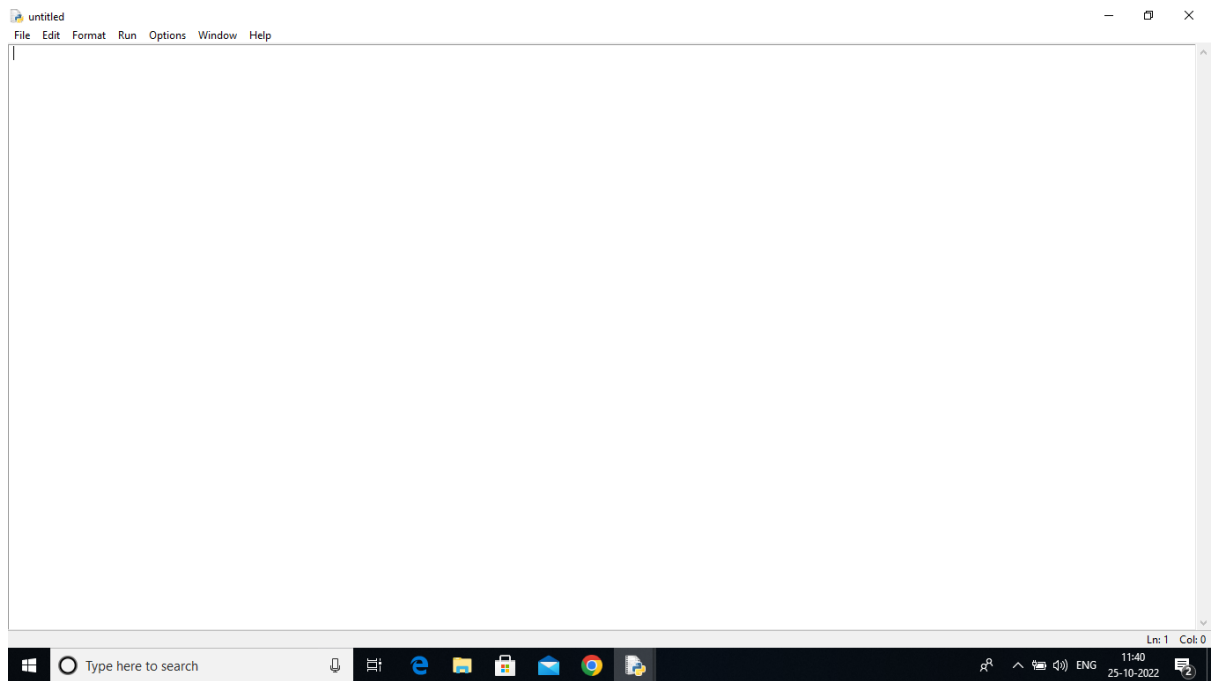 untitled
File Edit Format Run Options Window Help
Ln: 1 Col: 0
Type here to search
ENG
11:40
25-10-2022
2